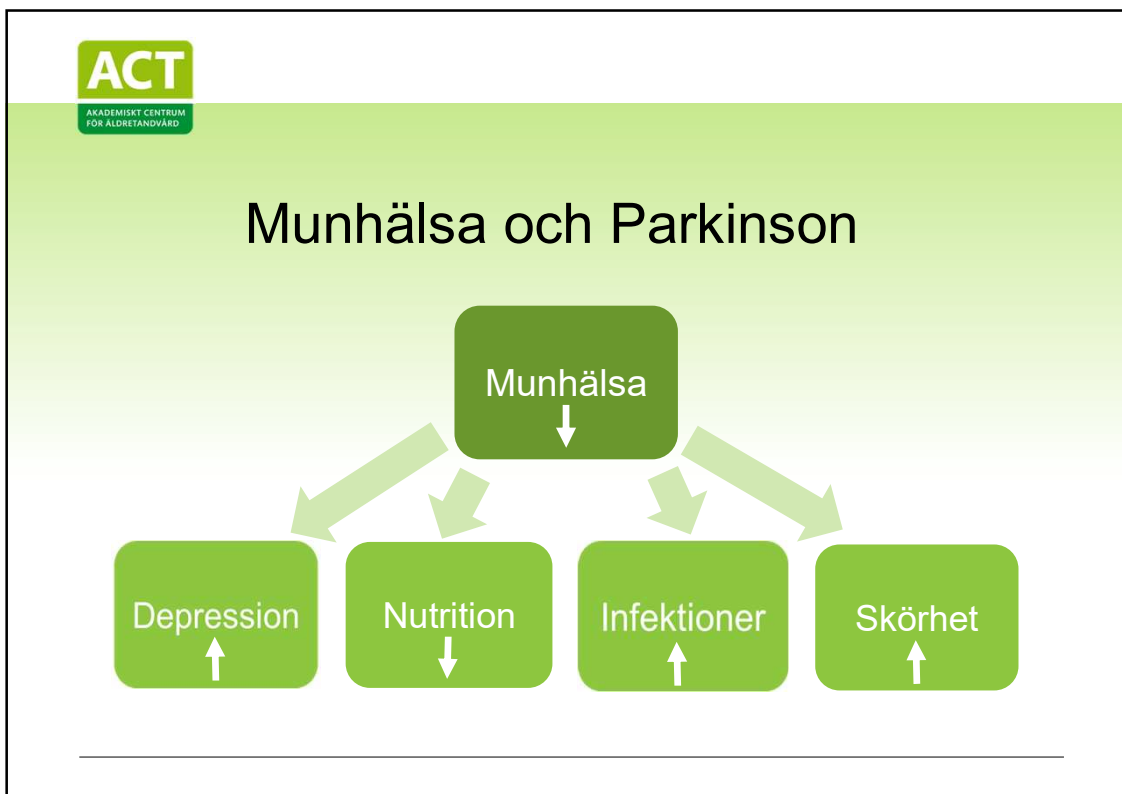 ACT
AKADEMISKT CENTRUM
FÖR ÄLDRETANDVÅRD
Munhälsa och Parkinson
Munhälsa
Depression
Nutrition
Infektioner
Skörhet